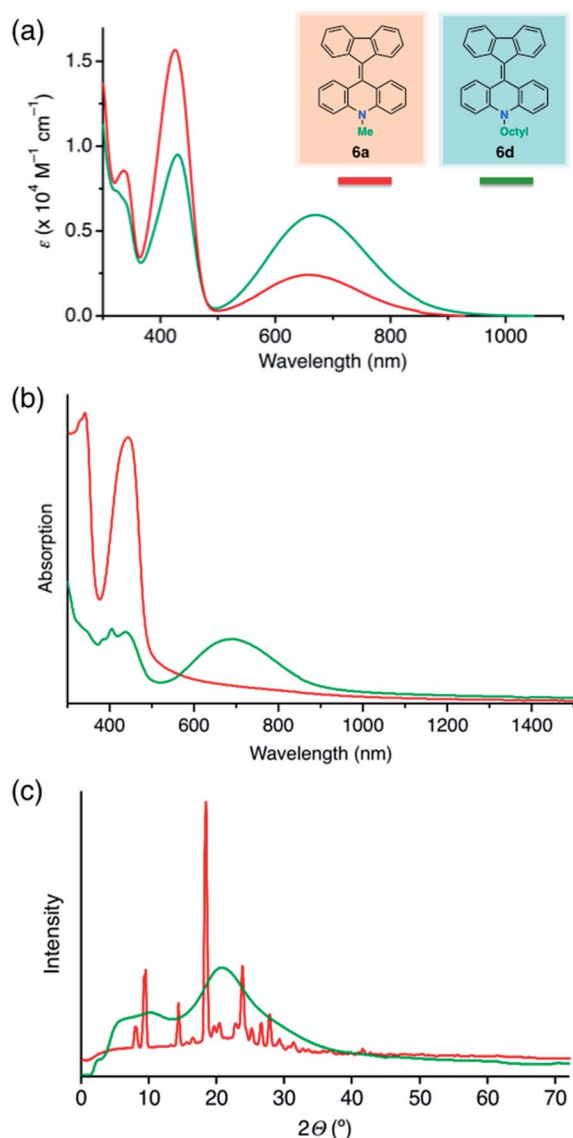 (a)
N
Me
6a
N
Octyl
6d
ε (x 10⁴ M⁻¹ cm⁻¹)
1.5
1.0
0.5
0.0
400 600 800 1000
Wavelength (nm)
(b)
Absorption
400 600 800 1000 1200 1400
Wavelength (nm)
(c)
Intensity
0 10 20 30 40 50 60 70
2Θ (º)